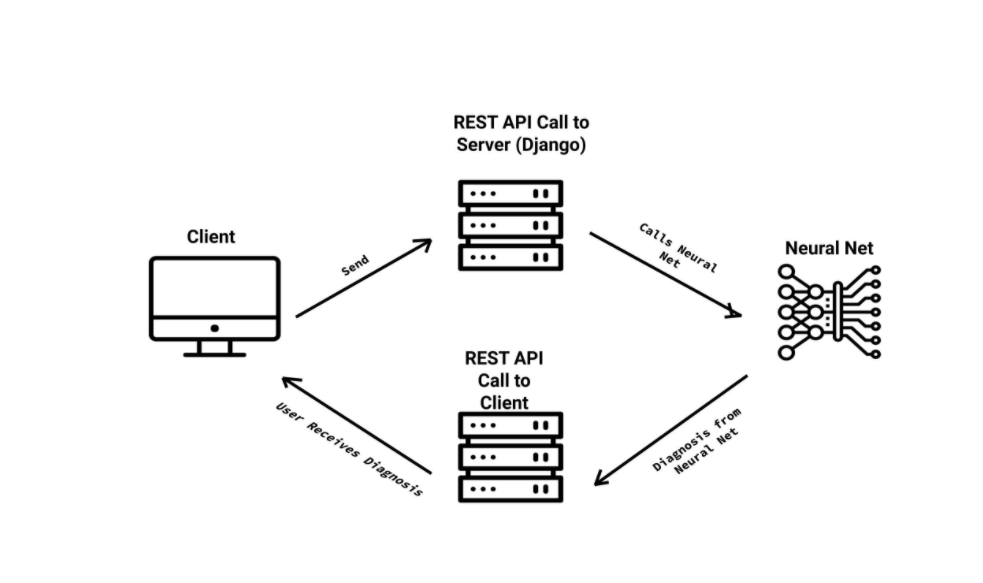 REST API Call to
Server (Django)
Client
Send
Calls Neural
Net
Neural Net
REST API
Call to
Client
User Receives Diagnosis
Diagnosis from
Neural Net